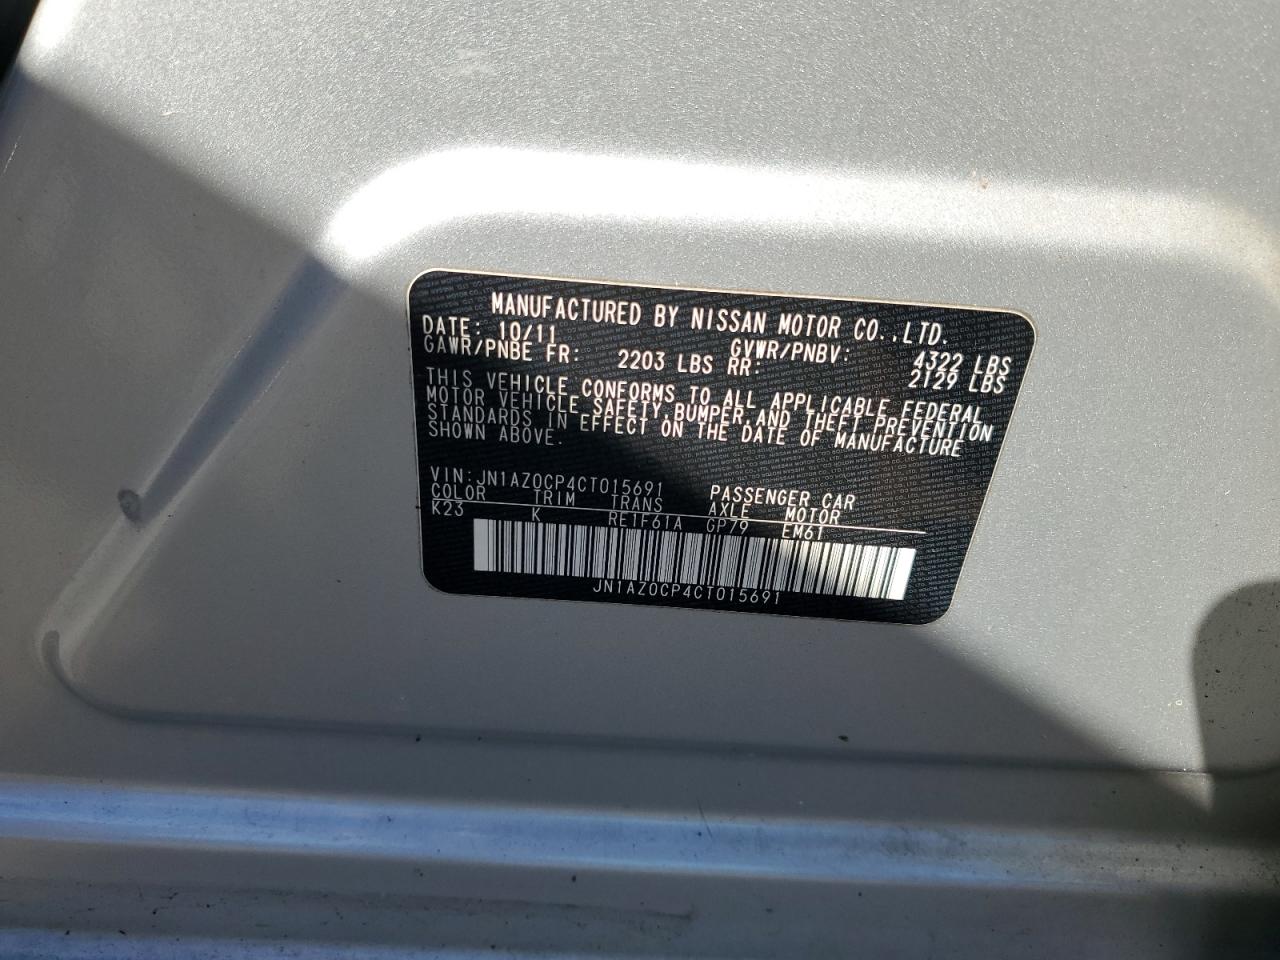 MANUFACTURED BY NISSAN MOTOR CO.,LTD.
DATE: 10/11 GVWR/PNBV: 4322 LBS
GAWR/PNBE FR: 2203 LBS RR: 2129 LBS
THIS VEHICLE CONFORMS TO ALL APPLICABLE FEDERAL
MOTOR VEHICLE SAFETY,BUMPER,AND THEFT PREVENTION
STANDARDS IN EFFECT ON THE DATE OF MANUFACTURE
SHOWN ABOVE.
VIN:JN1AZ0CP4CT015691 PASSENGER CAR
COLOR TRIM TRANS AXLE MOTOR
K23 K RE1F61A GP79 EM61
JN1AZ0CP4CT015691